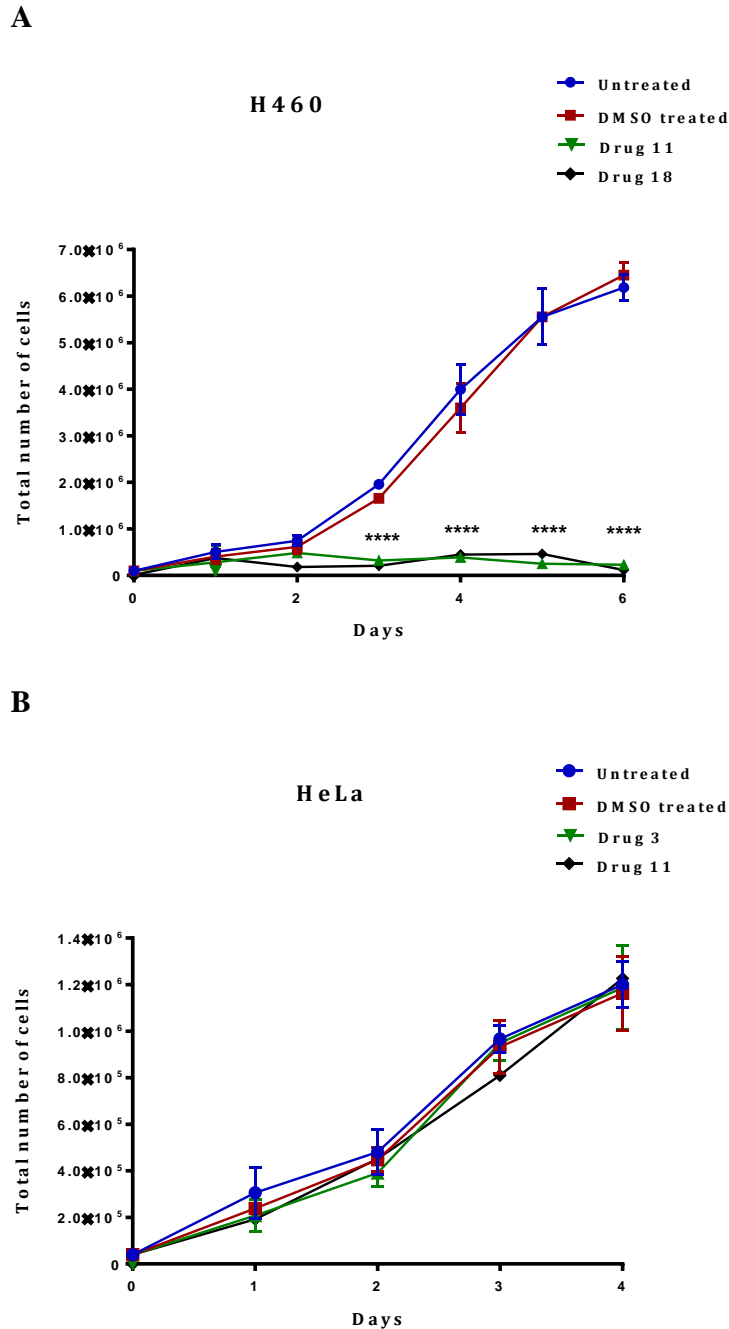 A
H460
Untreated
DMSO treated
Drug 11
Drug 18
7.0✖10⁶
6.0✖10⁶
5.0✖10⁶
4.0✖10⁶
3.0✖10⁶
2.0✖10⁶
1.0✖10⁶
0
Total number of cells
**** **** **** ****
0 2 4 6
Days
B
HeLa
Untreated
DMSO treated
Drug 3
Drug 11
1.4✖10⁶
1.2✖10⁶
1.0✖10⁶
8.0✖10⁵
6.0✖10⁵
4.0✖10⁵
2.0✖10⁵
0
Total number of cells
0 1 2 3 4
Days